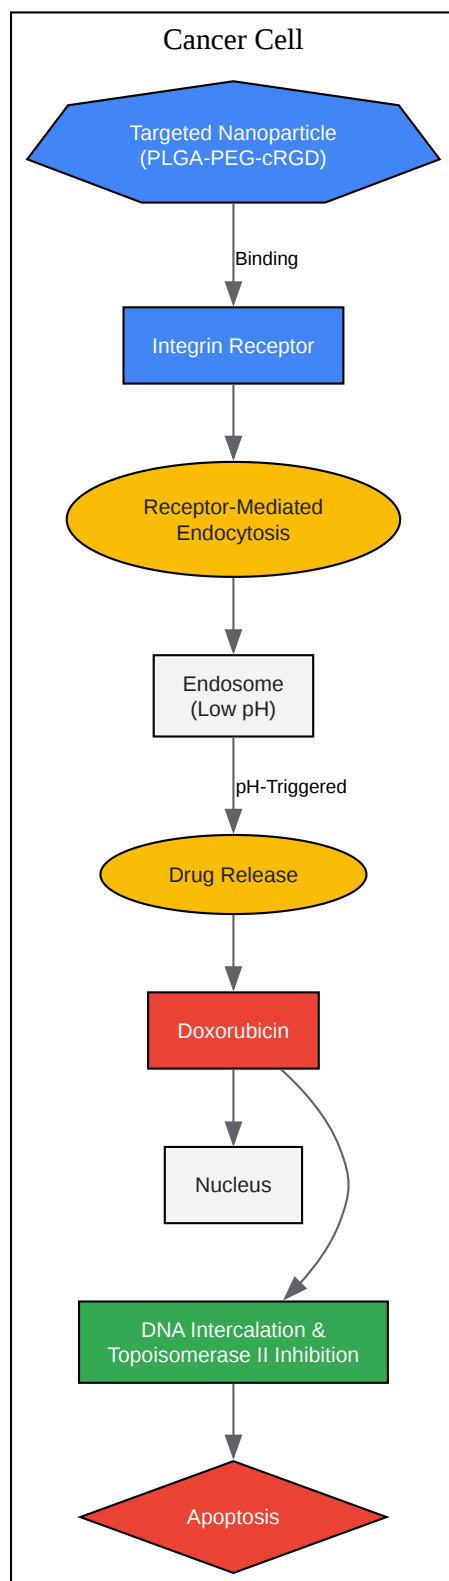 Cancer Cell
Targeted Nanoparticle
(PLGA-PEG-cRGD)
Binding
Integrin Receptor
Receptor-Mediated
Endocytosis
Endosome
(Low pH)
pH-Triggered
Drug Release
Doxorubicin
Nucleus
DNA Intercalation &
Topoisomerase II Inhibition
Apoptosis